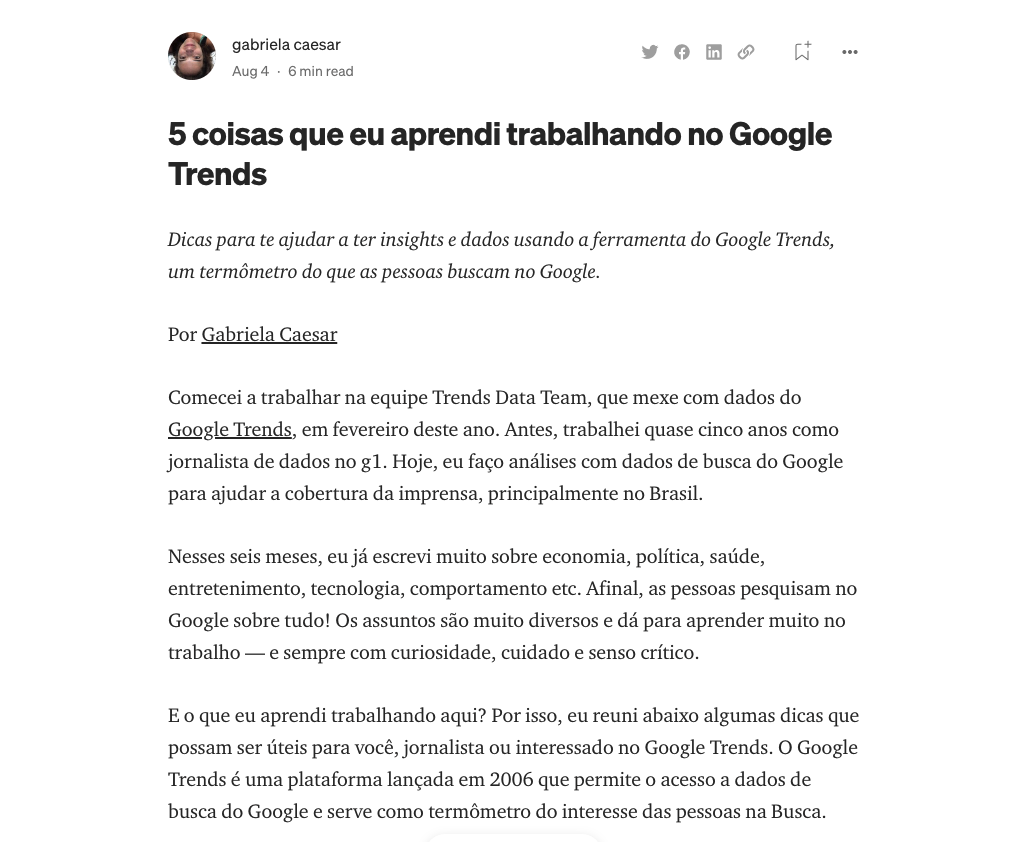 gabriela caesar
Aug 4 · 6 min read
5 coisas que eu aprendi trabalhando no Google
Trends
Dicas para te ajudar a ter insights e dados usando a ferramenta do Google Trends,
um termômetro do que as pessoas buscam no Google.
Por Gabriela Caesar
Comecei a trabalhar na equipe Trends Data Team, que mexe com dados do
Google Trends, em fevereiro deste ano. Antes, trabalhei quase cinco anos como
jornalista de dados no g1. Hoje, eu faço análises com dados de busca do Google
para ajudar a cobertura da imprensa, principalmente no Brasil.
Nesses seis meses, eu já escrevi muito sobre economia, política, saúde,
entretenimento, tecnologia, comportamento etc. Afinal, as pessoas pesquisam no
Google sobre tudo! Os assuntos são muito diversos e dá para aprender muito no
trabalho — e sempre com curiosidade, cuidado e senso crítico.
E o que eu aprendi trabalhando aqui? Por isso, eu reuni abaixo algumas dicas que
possam ser úteis para você, jornalista ou interessado no Google Trends. O Google
Trends é uma plataforma lançada em 2006 que permite o acesso a dados de
busca do Google e serve como termômetro do interesse das pessoas na Busca.